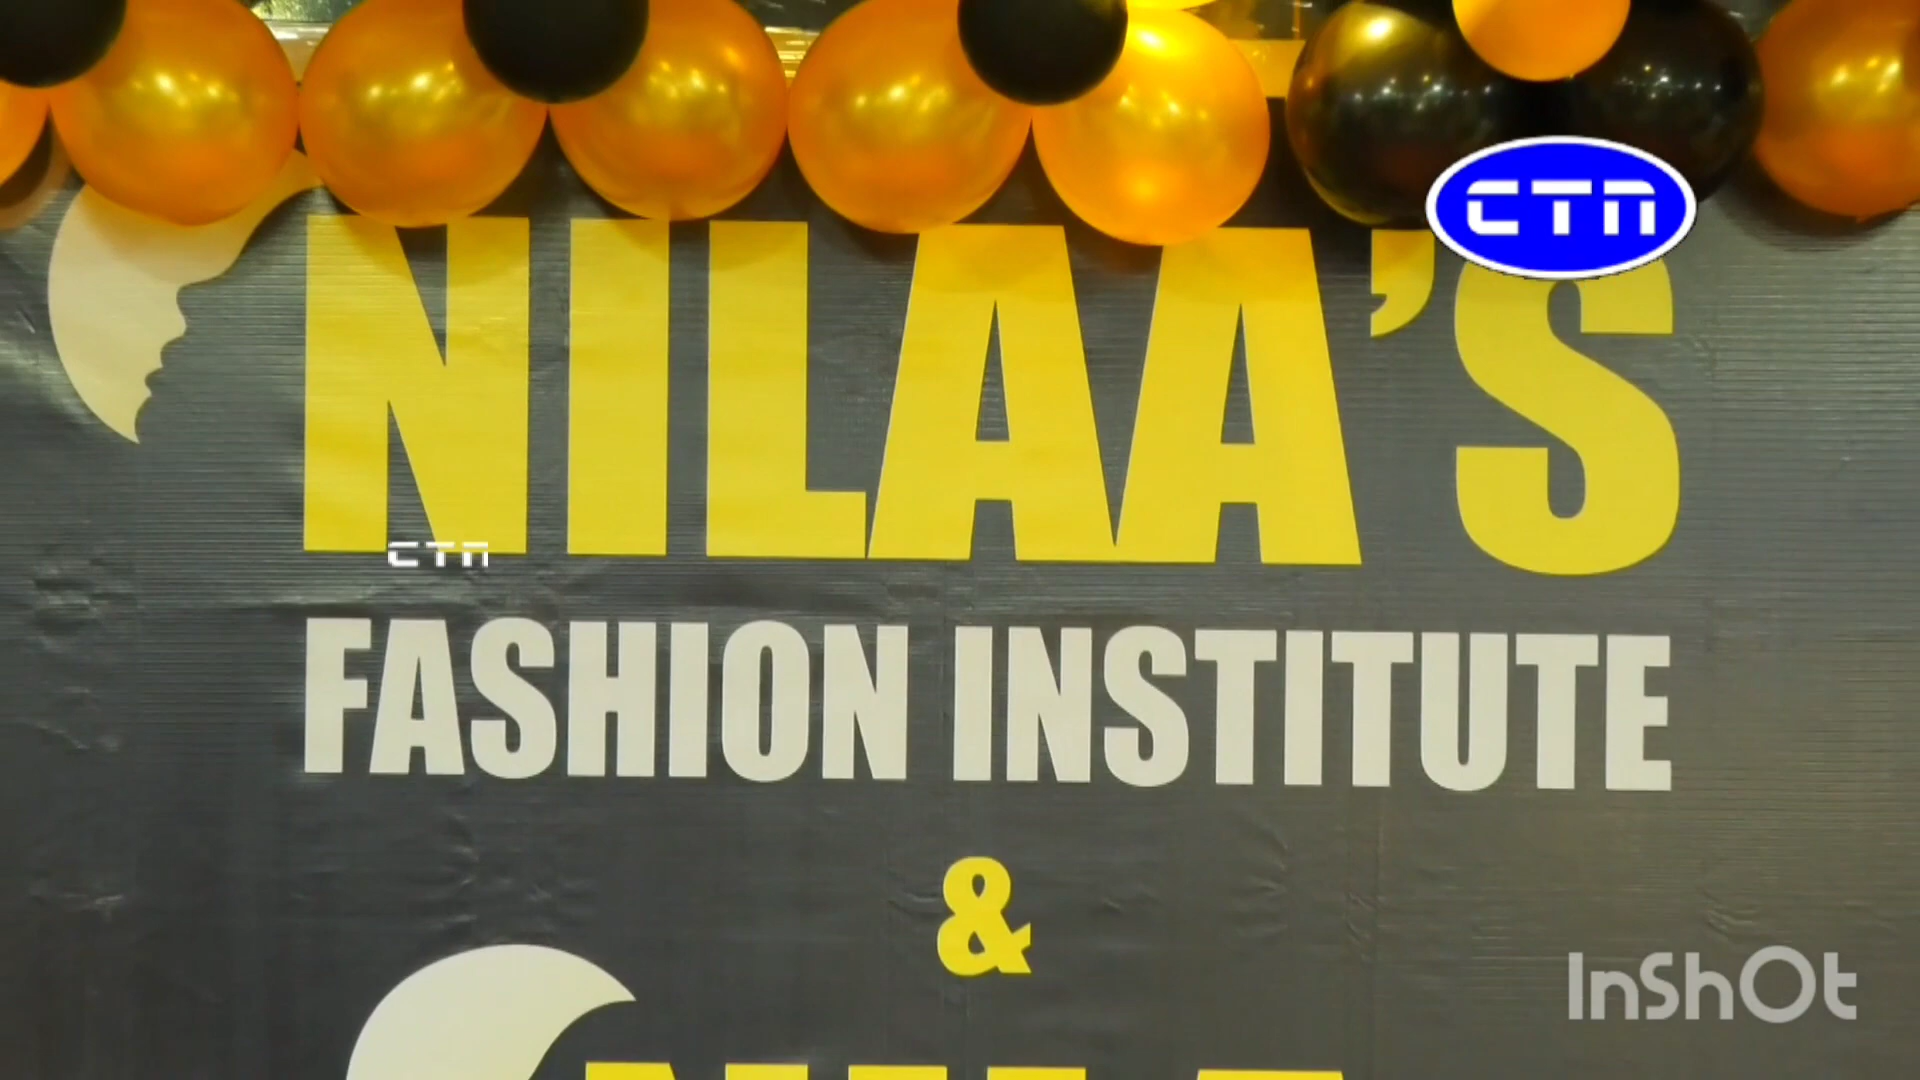 CTN
NILAA'S
CTN
FASHION INSTITUTE
&
InShOt